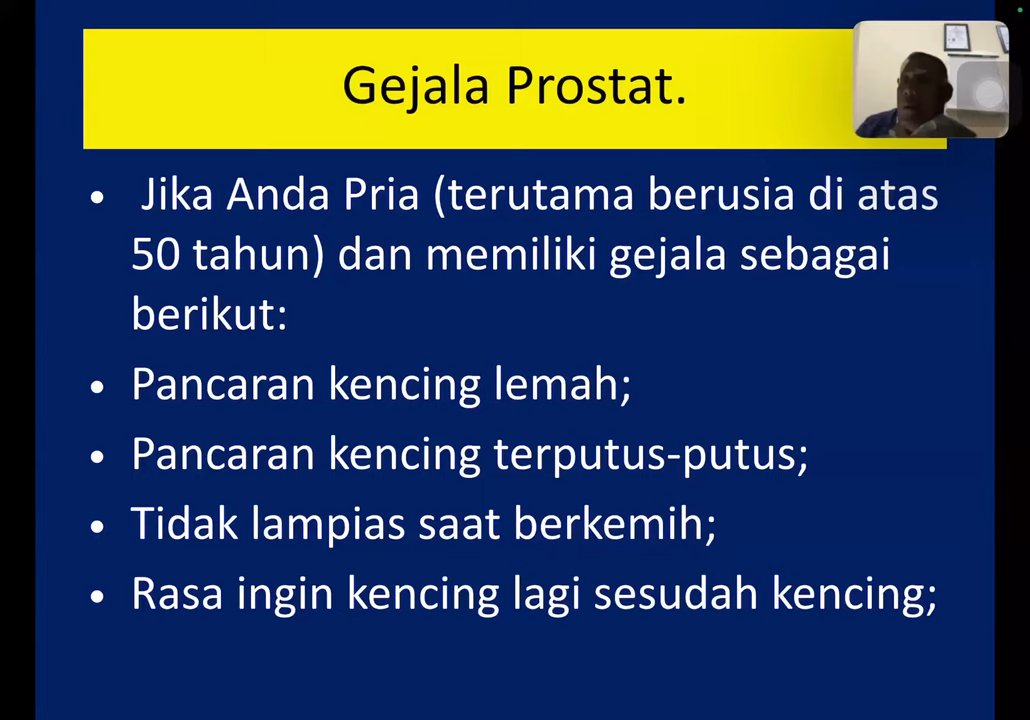 Gejala Prostat.
• Jika Anda Pria (terutama berusia di atas
50 tahun) dan memiliki gejala sebagai
berikut:
• Pancaran kencing lemah;
• Pancaran kencing terputus-putus;
• Tidak lampias saat berkemih;
• Rasa ingin kencing lagi sesudah kencing;